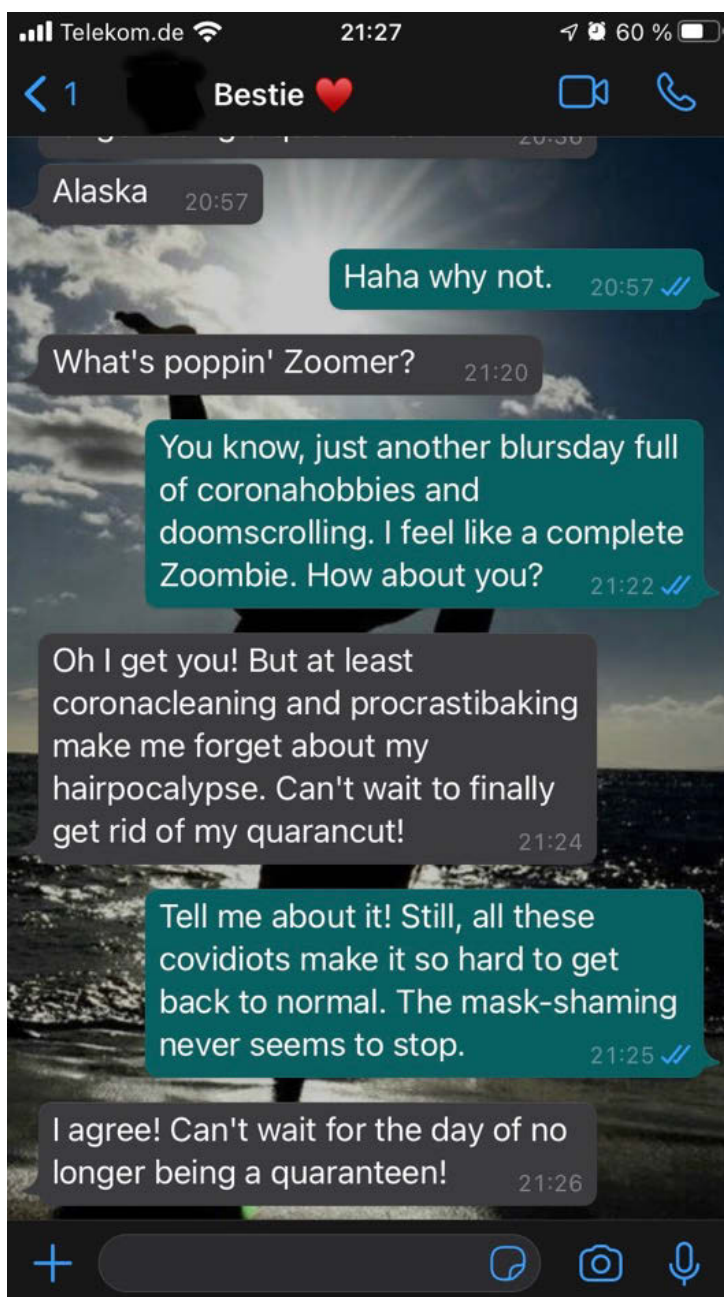 Telekom.de 21:27 60 %
1 Bestie ❤️
20:36
Alaska 20:57
Haha why not. 20:57
What's poppin' Zoomer? 21:20
You know, just another blursday full
of coronahobbies and
doomscrolling. I feel like a complete
Zoombie. How about you? 21:22
Oh I get you! But at least
coronacleaning and procrastibaking
make me forget about my
hairpocalypse. Can't wait to finally
get rid of my quarancut! 21:24
Tell me about it! Still, all these
covidiots make it so hard to get
back to normal. The mask-shaming
never seems to stop. 21:25
I agree! Can't wait for the day of no
longer being a quaranteen! 21:26